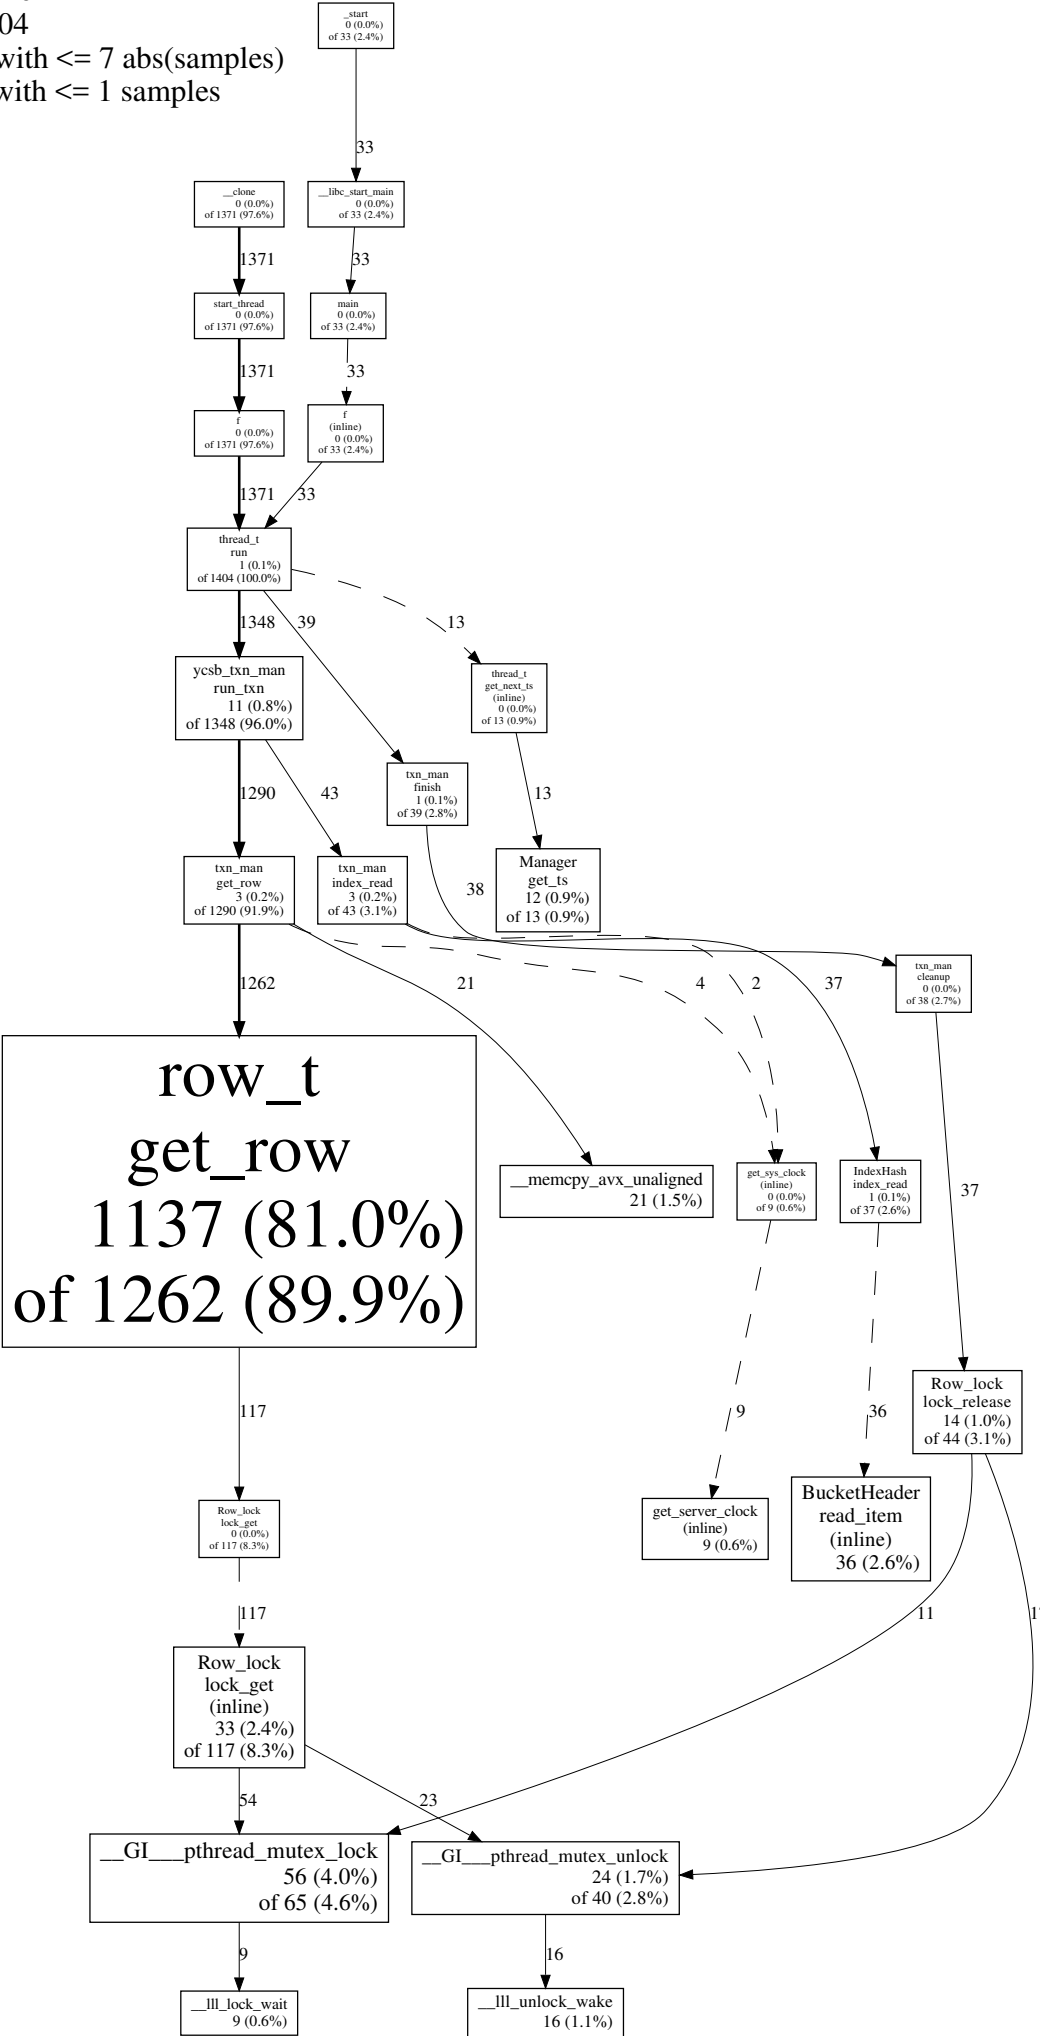 04
with <= 7 abs(samples)
with <= 1 samples
_start
0 (0.0%)
of 33 (2.4%)
33
__clone
0 (0.0%)
of 1371 (97.6%)
__libc_start_main
0 (0.0%)
of 33 (2.4%)
1371
33
start_thread
0 (0.0%)
of 1371 (97.6%)
main
0 (0.0%)
of 33 (2.4%)
1371
33
f
0 (0.0%)
of 1371 (97.6%)
f
(inline)
0 (0.0%)
of 33 (2.4%)
1371
33
thread_t
run
1 (0.1%)
of 1404 (100.0%)
1348
39
13
ycsb_txn_man
run_txn
11 (0.8%)
of 1348 (96.0%)
thread_t
get_next_ts
(inline)
0 (0.0%)
of 13 (0.9%)
1290
43
txn_man
finish
1 (0.1%)
of 39 (2.8%)
13
txn_man
get_row
3 (0.2%)
of 1290 (91.9%)
txn_man
index_read
3 (0.2%)
of 43 (3.1%)
38
Manager
get_ts
12 (0.9%)
of 13 (0.9%)
1262
21
4
2
37
txn_man
cleanup
0 (0.0%)
of 38 (2.7%)
row_t
get_row
1137 (81.0%)
of 1262 (89.9%)
__memcpy_avx_unaligned
21 (1.5%)
get_sys_clock
(inline)
0 (0.0%)
of 9 (0.6%)
IndexHash
index_read
1 (0.1%)
of 37 (2.6%)
37
117
9
36
Row_lock
lock_release
14 (1.0%)
of 44 (3.1%)
Row_lock
lock_get
0 (0.0%)
of 117 (8.3%)
get_server_clock
(inline)
9 (0.6%)
BucketHeader
read_item
(inline)
36 (2.6%)
117
11
Row_lock
lock_get
(inline)
33 (2.4%)
of 117 (8.3%)
54
23
__GI___pthread_mutex_lock
56 (4.0%)
of 65 (4.6%)
__GI___pthread_mutex_unlock
24 (1.7%)
of 40 (2.8%)
9
16
__lll_lock_wait
9 (0.6%)
__lll_unlock_wake
16 (1.1%)